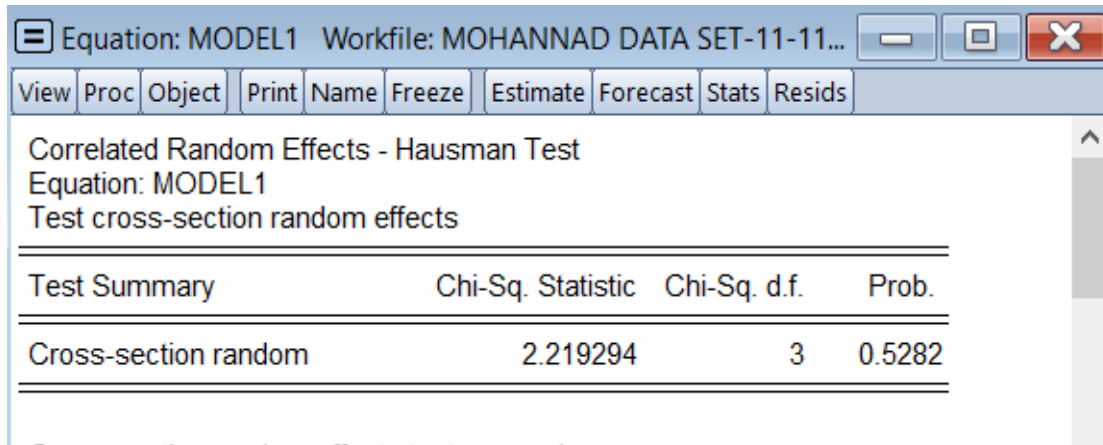 Equation: MODEL1 Workfile: MOHANNAD DATA SET-11-11...
View Proc Object Print Name Freeze Estimate Forecast Stats Resids
Correlated Random Effects - Hausman Test
Equation: MODEL1
Test cross-section random effects
Test Summary Chi-Sq. Statistic Chi-Sq. d.f. Prob.
Cross-section random 2.219294 3 0.5282